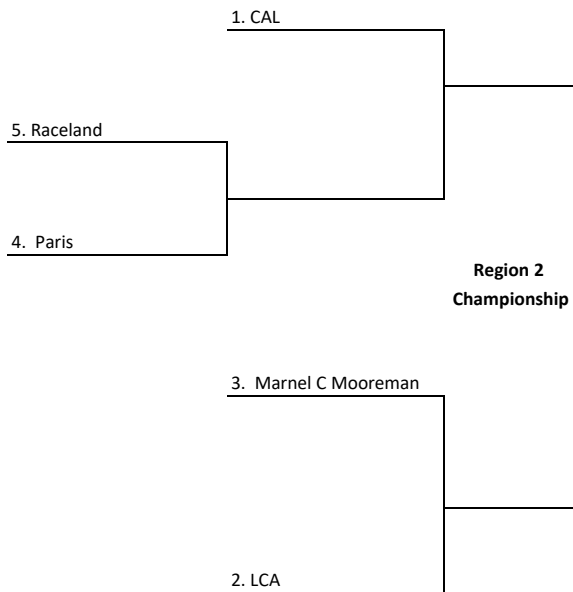 1. CAL
5. Raceland
4. Paris
Region 2
Championship
3. Marnel C Mooreman
2. LCA